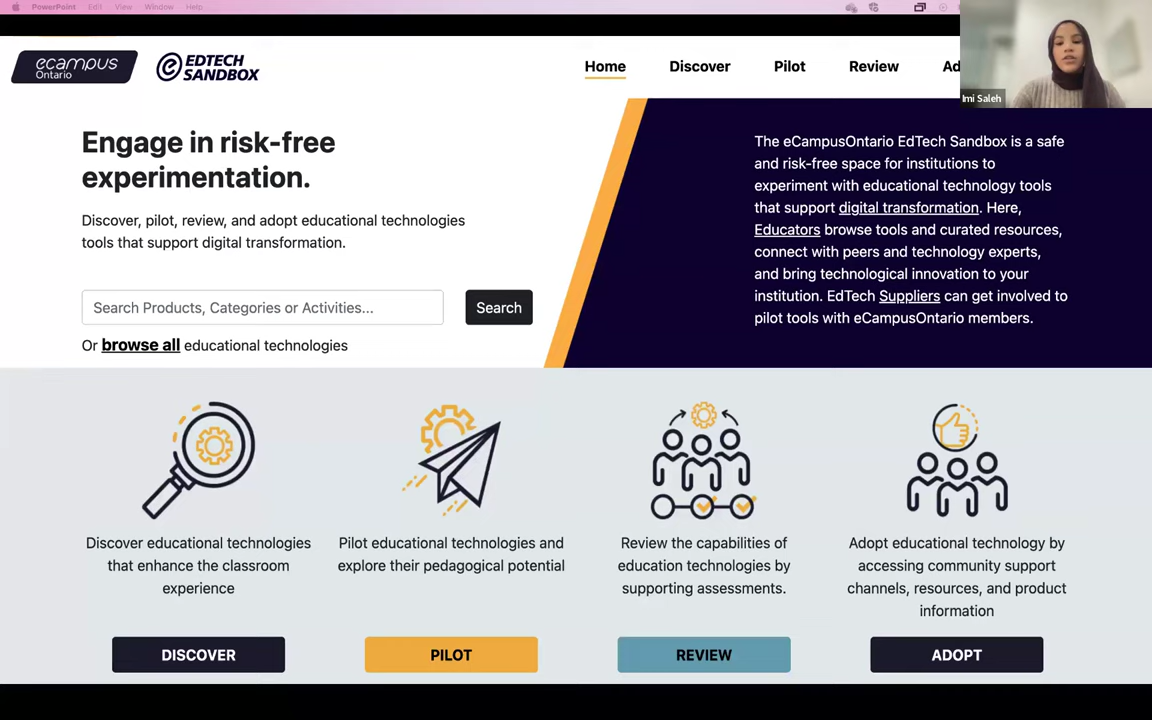 PowerPoint Edit View Window Help
Imi Saleh
ecampus
Ontario
EDTECH
SANDBOX
Home Discover Pilot Review Ad
Engage in risk-free
experimentation.
Discover, pilot, review, and adopt educational technologies
tools that support digital transformation.
Search Products, Categories or Activities... Search
Or browse all educational technologies
The eCampusOntario EdTech Sandbox is a safe
and risk-free space for institutions to
experiment with educational technology tools
that support digital transformation. Here,
Educators browse tools and curated resources,
connect with peers and technology experts,
and bring technological innovation to your
institution. EdTech Suppliers can get involved to
pilot tools with eCampusOntario members.
Discover educational technologies
that enhance the classroom
experience
DISCOVER
Pilot educational technologies and
explore their pedagogical potential
PILOT
Review the capabilities of
education technologies by
supporting assessments.
REVIEW
Adopt educational technology by
accessing community support
channels, resources, and product
information
ADOPT